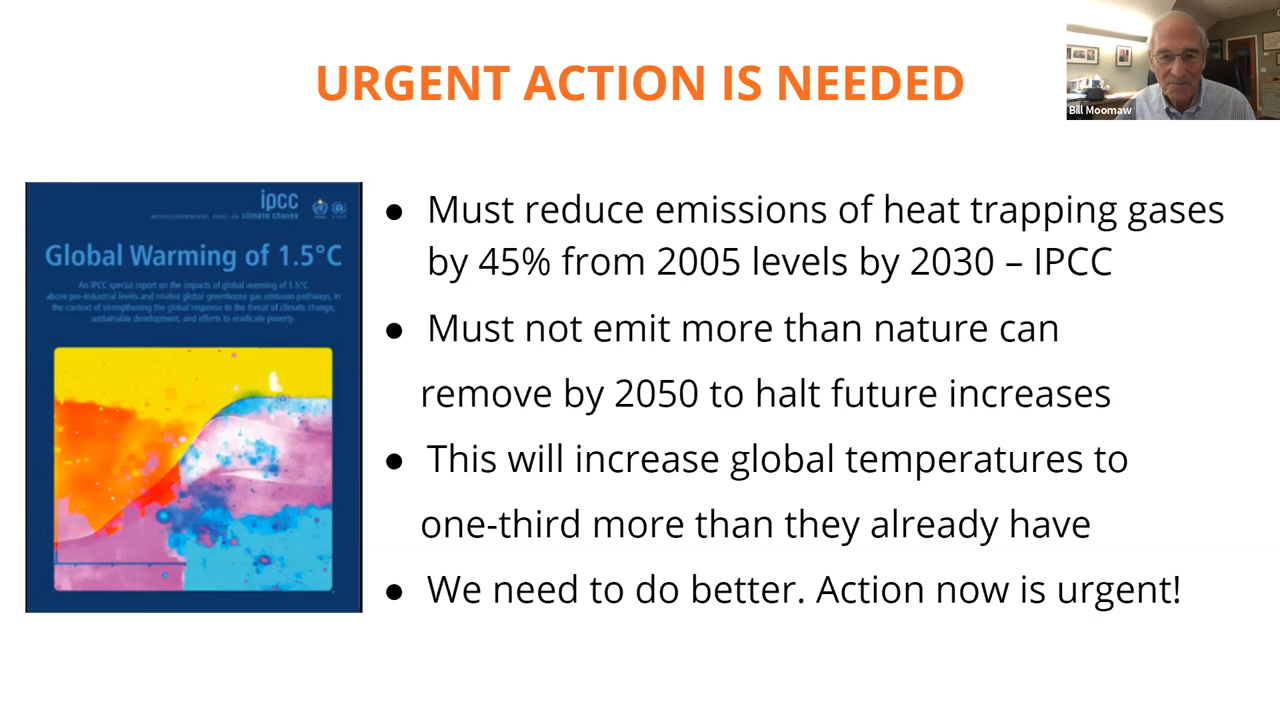 URGENT ACTION IS NEEDED
Bill Moomaw
ipcc
INTERGOVERNMENTAL PANEL ON climate change
Global Warming of 1.5°C
An IPCC special report on the impacts of global warming of 1.5°C
above pre-industrial levels and related global greenhouse gas emission pathways, in
the context of strengthening the global response to the threat of climate change,
sustainable development, and efforts to eradicate poverty.
● Must reduce emissions of heat trapping gases
by 45% from 2005 levels by 2030 – IPCC
● Must not emit more than nature can
remove by 2050 to halt future increases
● This will increase global temperatures to
one-third more than they already have
● We need to do better. Action now is urgent!